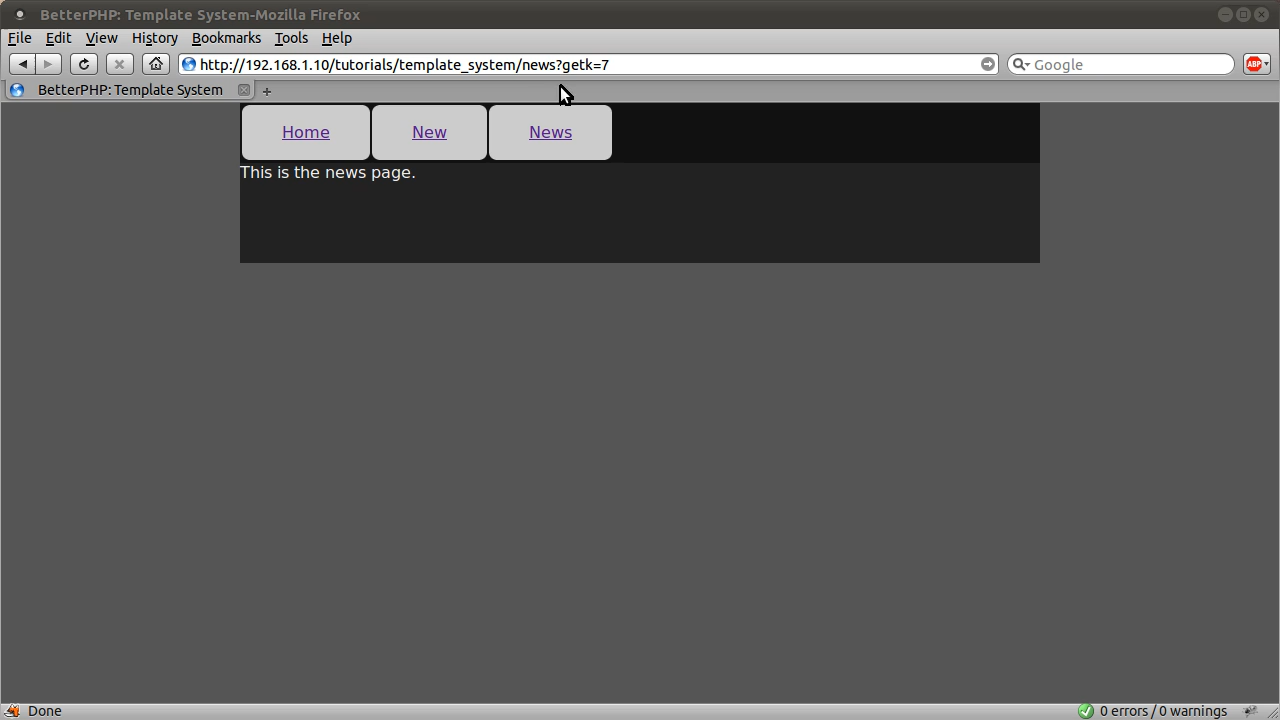 BetterPHP: Template System-Mozilla Firefox
File Edit View History Bookmarks Tools Help
http://192.168.1.10/tutorials/template_system/news?getk=7
Google
ABP
BetterPHP: Template System
Home New News
This is the news page.
Done
0 errors / 0 warnings